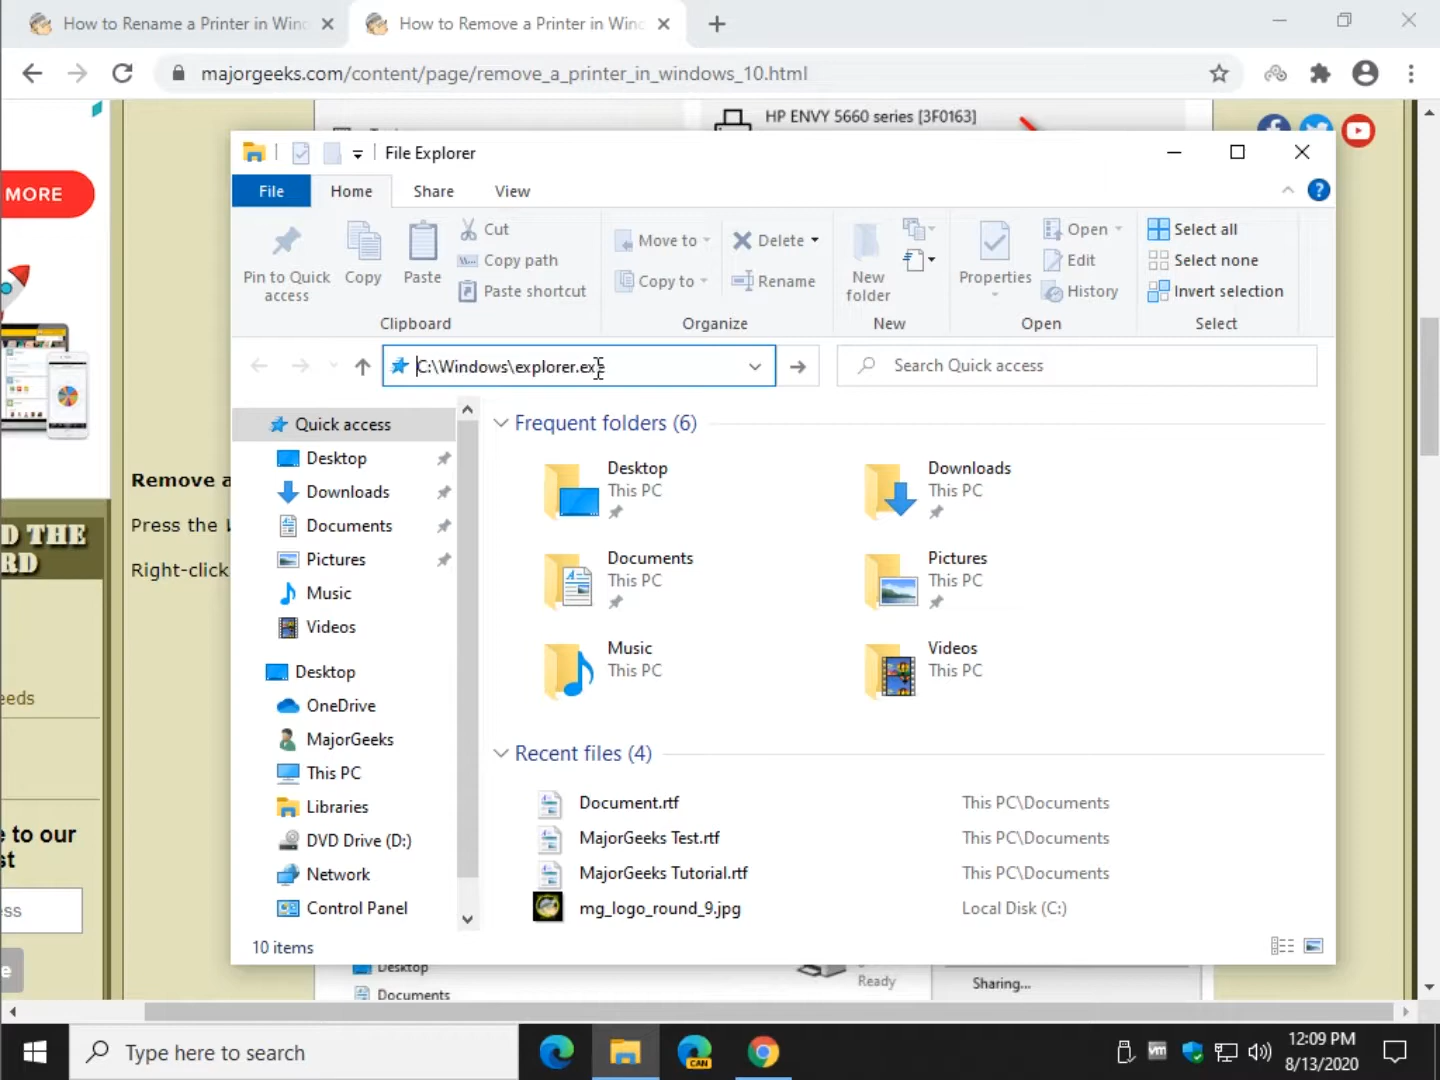 How to Rename a Printer in Wind
How to Remove a Printer in Wind
majorgeeks.com/content/page/remove_a_printer_in_windows_10.html
HP ENVY 5660 series [3F0163]
MORE
File Explorer
File
Home
Share
View
Pin to Quick access
Copy
Paste
Cut
Copy path
Paste shortcut
Clipboard
Move to
Copy to
Delete
Rename
Organize
New folder
New
Properties
Open
Edit
History
Open
Select all
Select none
Invert selection
Select
C:\Windows\explorer.exe
Search Quick access
Quick access
Desktop
Downloads
Documents
Pictures
Music
Videos
Desktop
OneDrive
MajorGeeks
This PC
Libraries
DVD Drive (D:)
Network
Control Panel
Frequent folders (6)
Desktop
This PC
Downloads
This PC
Documents
This PC
Pictures
This PC
Music
This PC
Videos
This PC
Recent files (4)
Document.rtf This PC\Documents
MajorGeeks Test.rtf This PC\Documents
MajorGeeks Tutorial.rtf This PC\Documents
mg_logo_round_9.jpg Local Disk (C:)
10 items
Remove a
Press the
Right-click
D THE
RD
eeds
e to our
st
ess
e
Desktop
Documents
Ready
Sharing...
Type here to search
CAN
vm
12:09 PM
8/13/2020